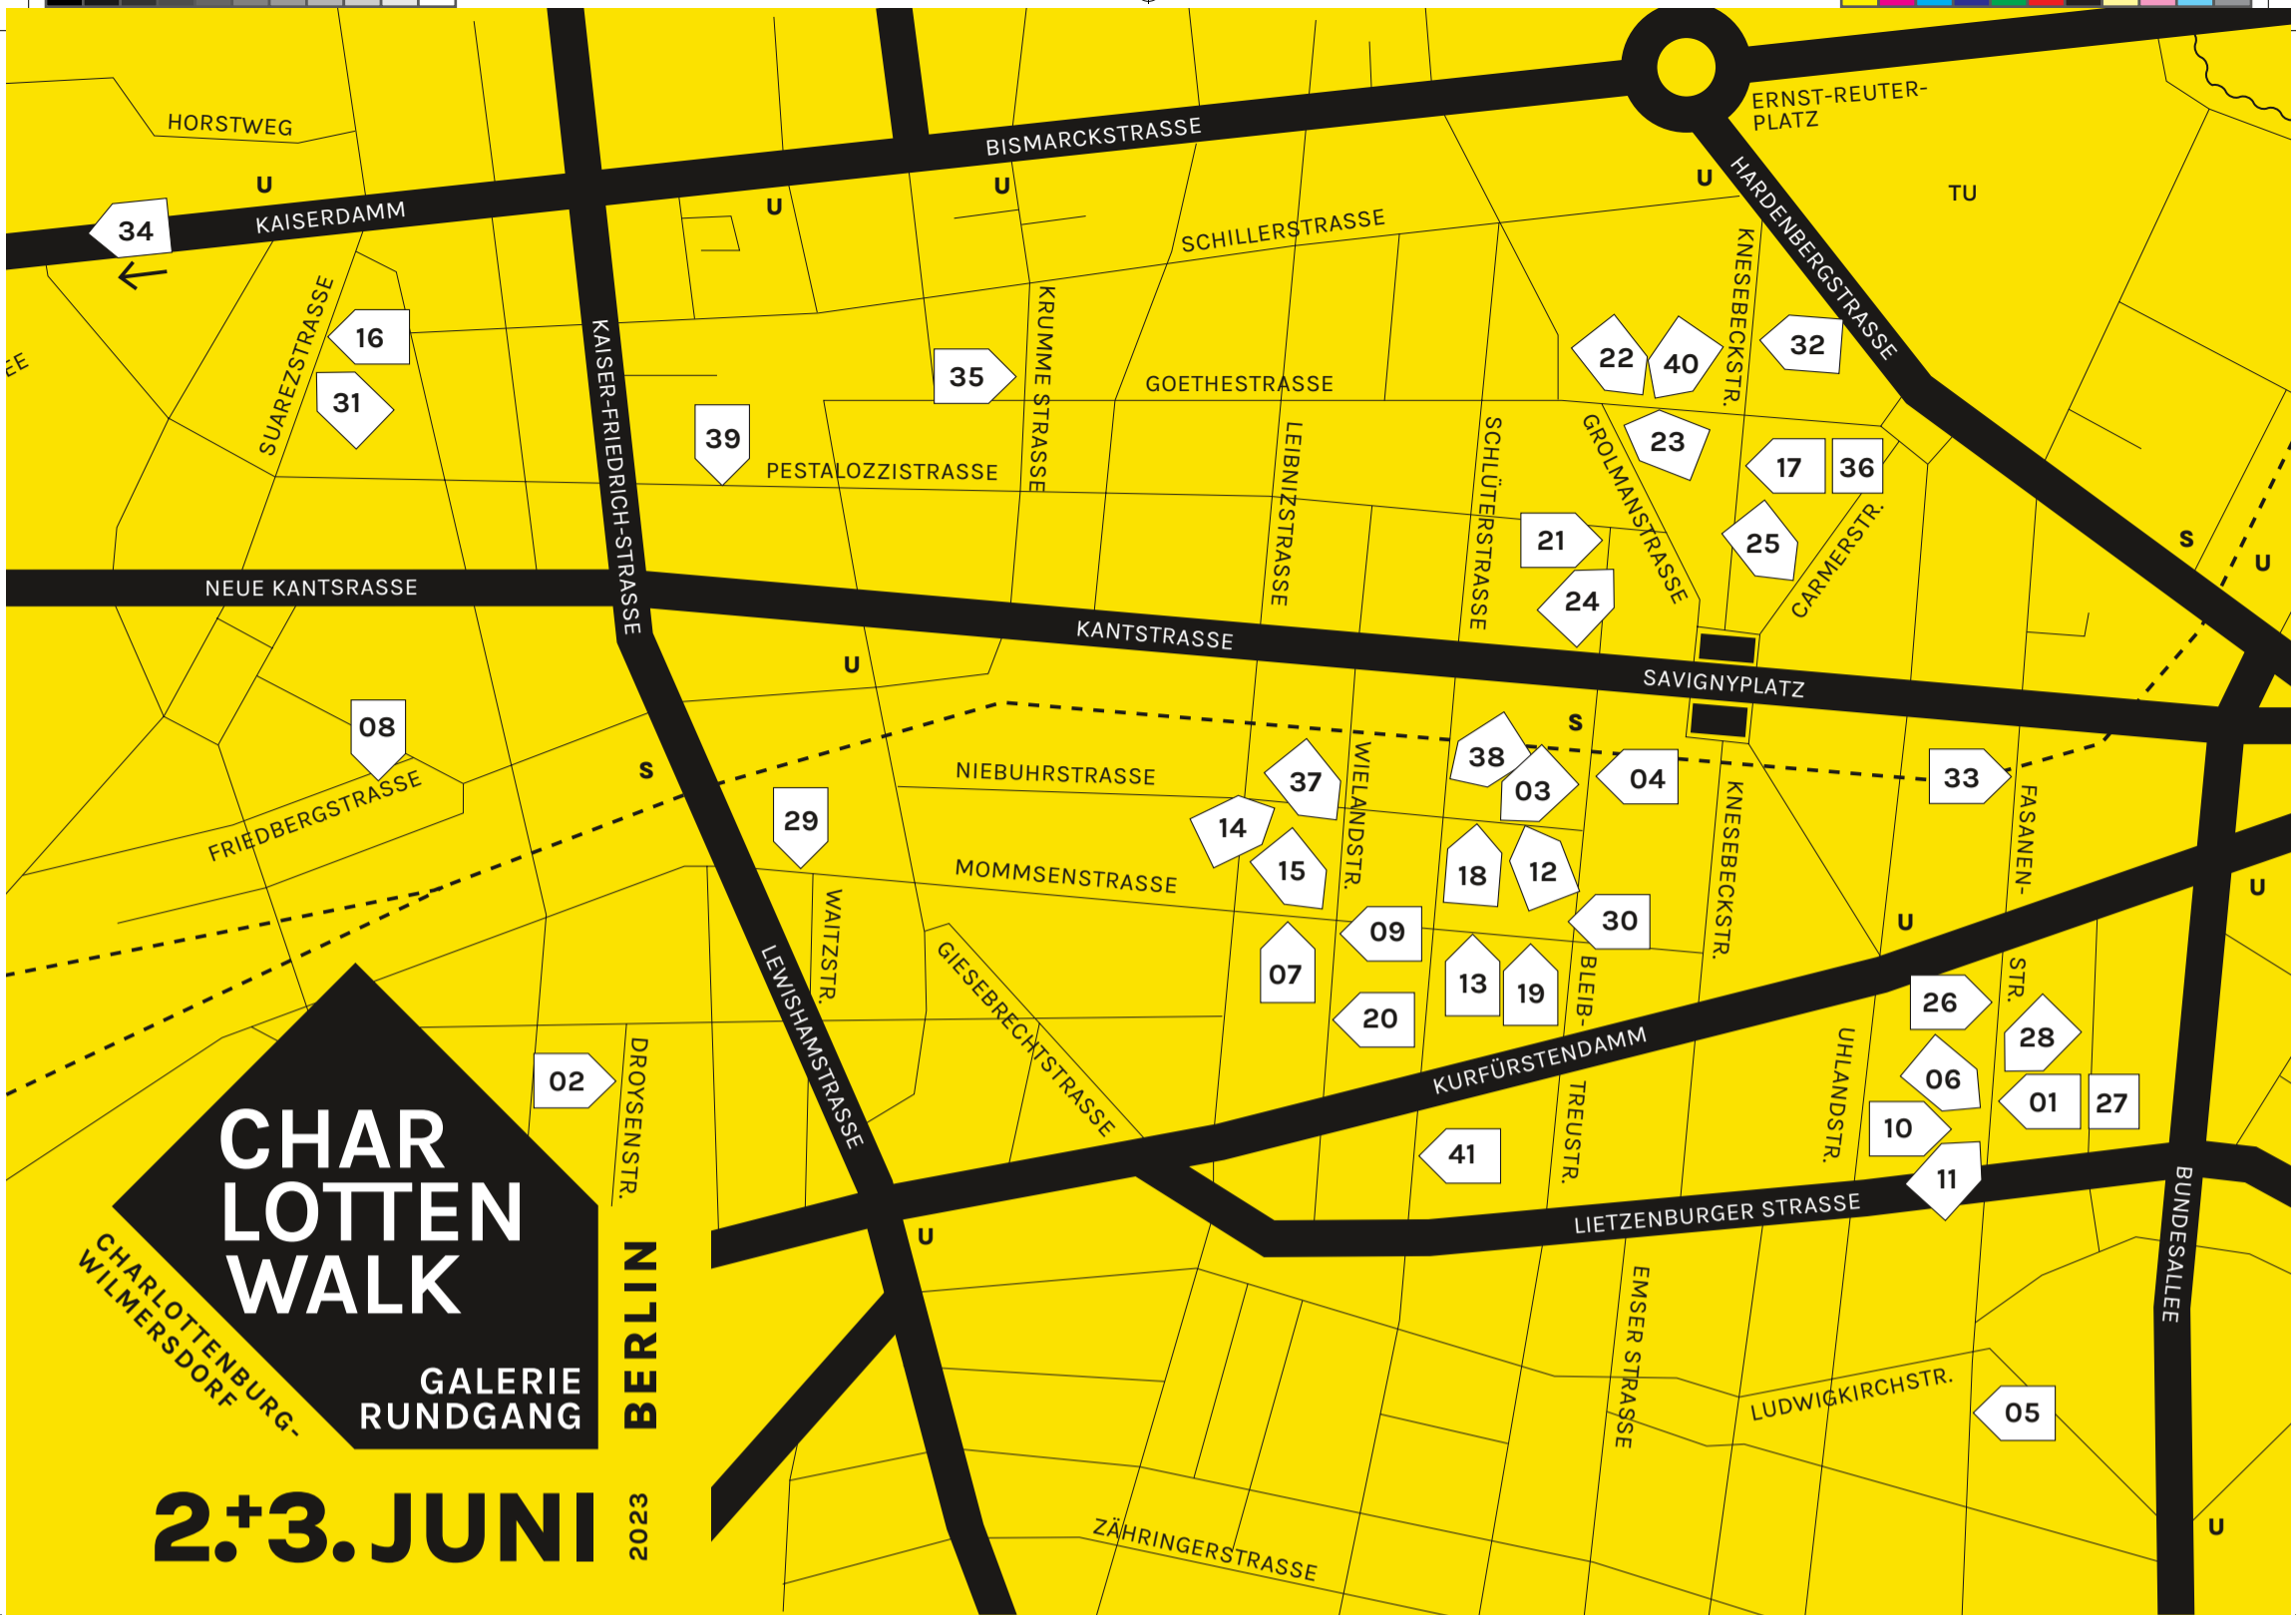 ERNST-REUTER-
PLATZ
HORSTWEG
BISMARCKSTRASSE
U
U
U
U
TU
KAISERDAMM
34
HARDENBERGSTRASSE
SCHILLERSTRASSE
KNESEBECKSTR.
SUAREZSTRASSE
16
31
KAISER-FRIEDRICH-STRASSE
35
KRUMME STRASSE
GOETHESTRASSE
22
40
32
EE
39
PESTALOZZISTRASSE
LEIBNIZSTRASSE
SCHLÜTERSTRASSE
GROLMANSTRASSE
23
17
36
21
25
CARMERSTR.
24
S
U
NEUE KANTSRASSE
KANTSTRASSE
SAVIGNYPLATZ
U
08
S
S
FRIEDBERGSTRASSE
29
NIEBUHRSTRASSE
37
WIELANDSTR.
38
03
04
33
KNESEBECKSTR.
FASANEN-
STR.
14
15
18
12
MOMMSENSTRASSE
WAITZSTR.
30
U
U
09
07
13
19
20
BLEIB-
TREUSTR.
GIESEBRECHTSTRASSE
LEWISHAMSTRASSE
26
28
06
01
27
10
11
UHLANDSTR.
02
DROYSENSTR.
KURFÜRSTENDAMM
41
LIETZENBURGER STRASSE
BUNDESALLEE
U
EMSER STRASSE
LUDWIGKIRCHSTR.
05
U
ZÄHRINGERSTRASSE
CHAR
LOTTEN
WALK
GALERIE
RUNDGANG
CHARLOTTENBURG-
WILMERSDORF
BERLIN
2.+3. JUNI
2023